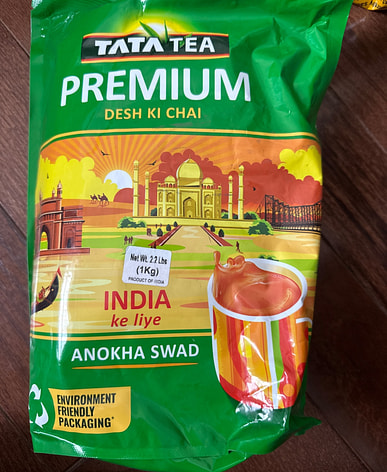 TATA TEA
PREMIUM
DESH KI CHAI
Net Wt. 2.2 Lbs
(1Kg)
PRODUCT OF INDIA
INDIA
ke liye
ANOKHA SWAD
ENVIRONMENT
FRIENDLY
PACKAGING*